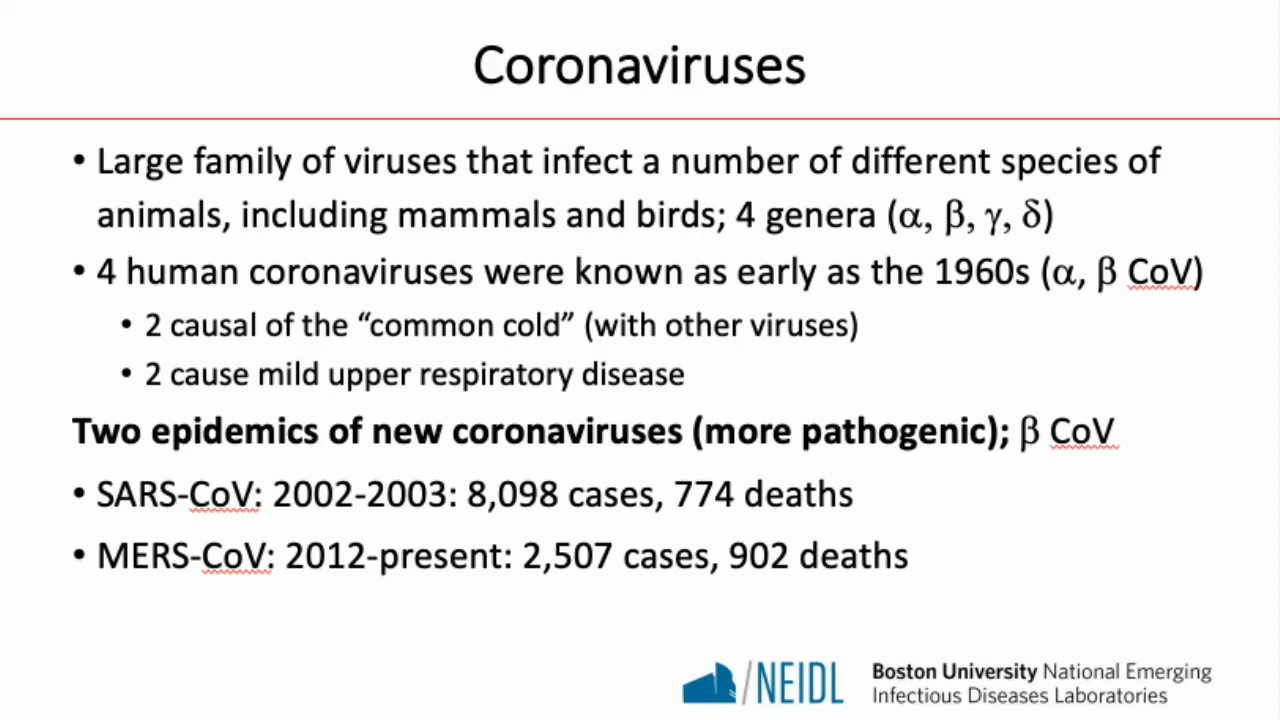 Coronaviruses
• Large family of viruses that infect a number of different species of
animals, including mammals and birds; 4 genera (α, β, γ, δ)
• 4 human coronaviruses were known as early as the 1960s (α, β CoV)
• 2 causal of the “common cold” (with other viruses)
• 2 cause mild upper respiratory disease
Two epidemics of new coronaviruses (more pathogenic); β CoV
• SARS-CoV: 2002-2003: 8,098 cases, 774 deaths
• MERS-CoV: 2012-present: 2,507 cases, 902 deaths
NEIDL
Boston University National Emerging
Infectious Diseases Laboratories